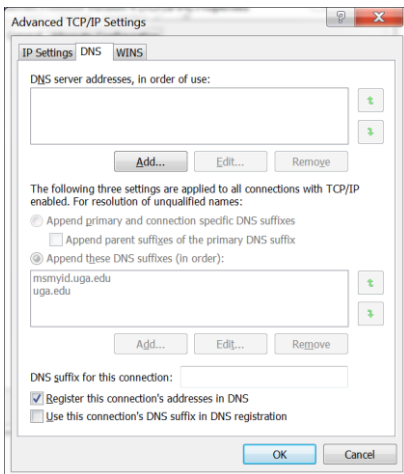 Advanced TCP/IP Settings
IP Settings DNS WINS
DNS server addresses, in order of use:
Add... Edit... Remove
The following three settings are applied to all connections with TCP/IP
enabled. For resolution of unqualified names:
Append primary and connection specific DNS suffixes
Append parent suffixes of the primary DNS suffix
Append these DNS suffixes (in order):
msmyid.uga.edu
uga.edu
Add... Edit... Remove
DNS suffix for this connection:
Register this connection's addresses in DNS
Use this connection's DNS suffix in DNS registration
OK Cancel